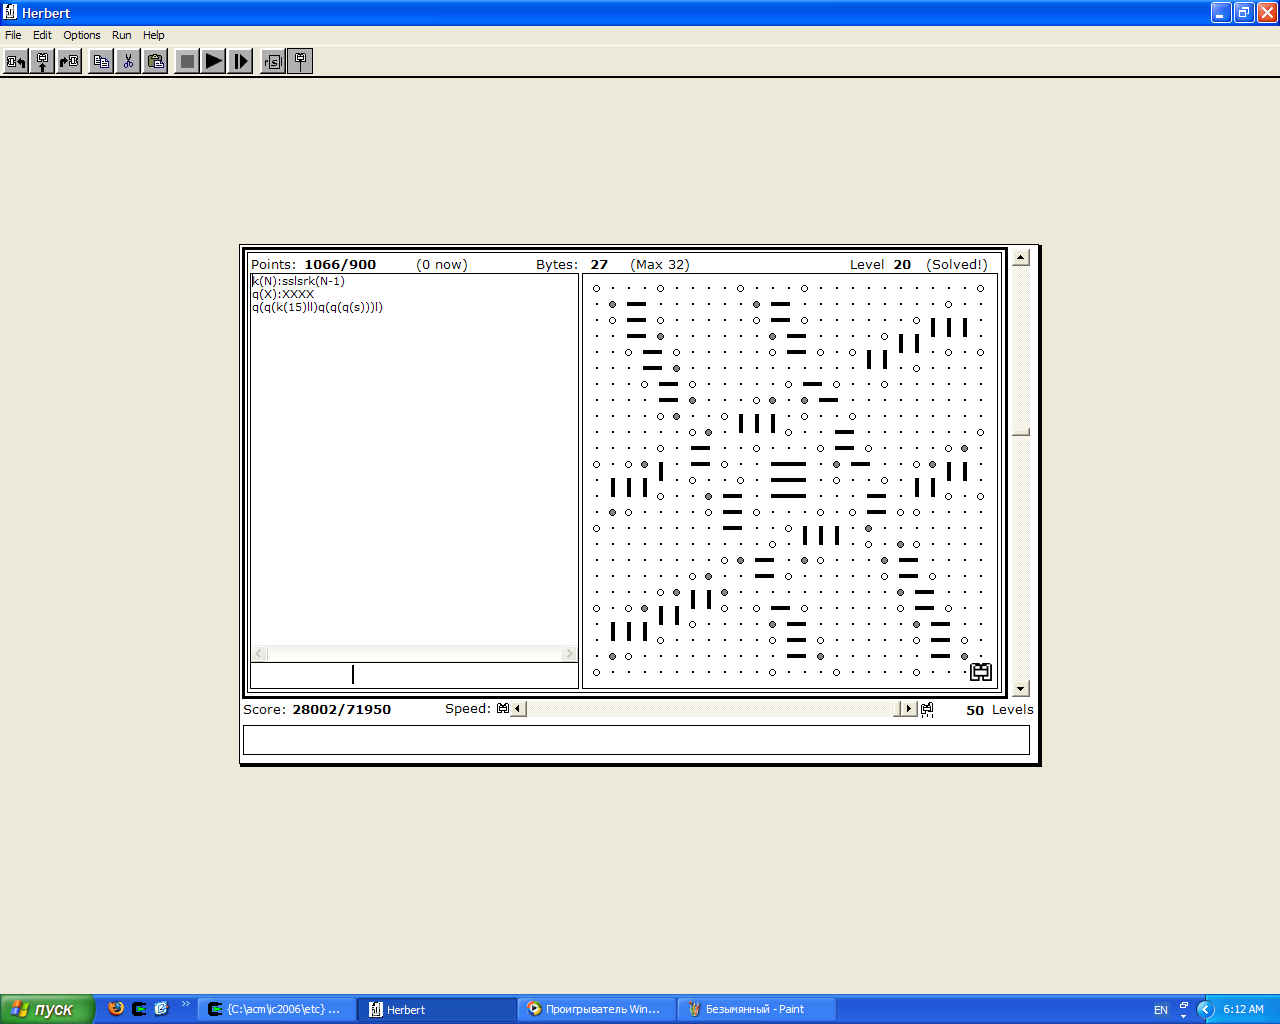 Herbert
File Edit Options Run Help
Points: 1066/900 (0 now) Bytes: 27 (Max 32) Level 20 (Solved!)
k(N):sslsrk(N-1)
q(X):XXXX
q(q(k(15)ll)q(q(q(s)))l)
Score: 28002/71950 Speed: 50 Levels
пуск {C:\acm\ic2006\etc} ... Herbert Проигрыватель Win... Безымянный - Paint EN 6:12 AM